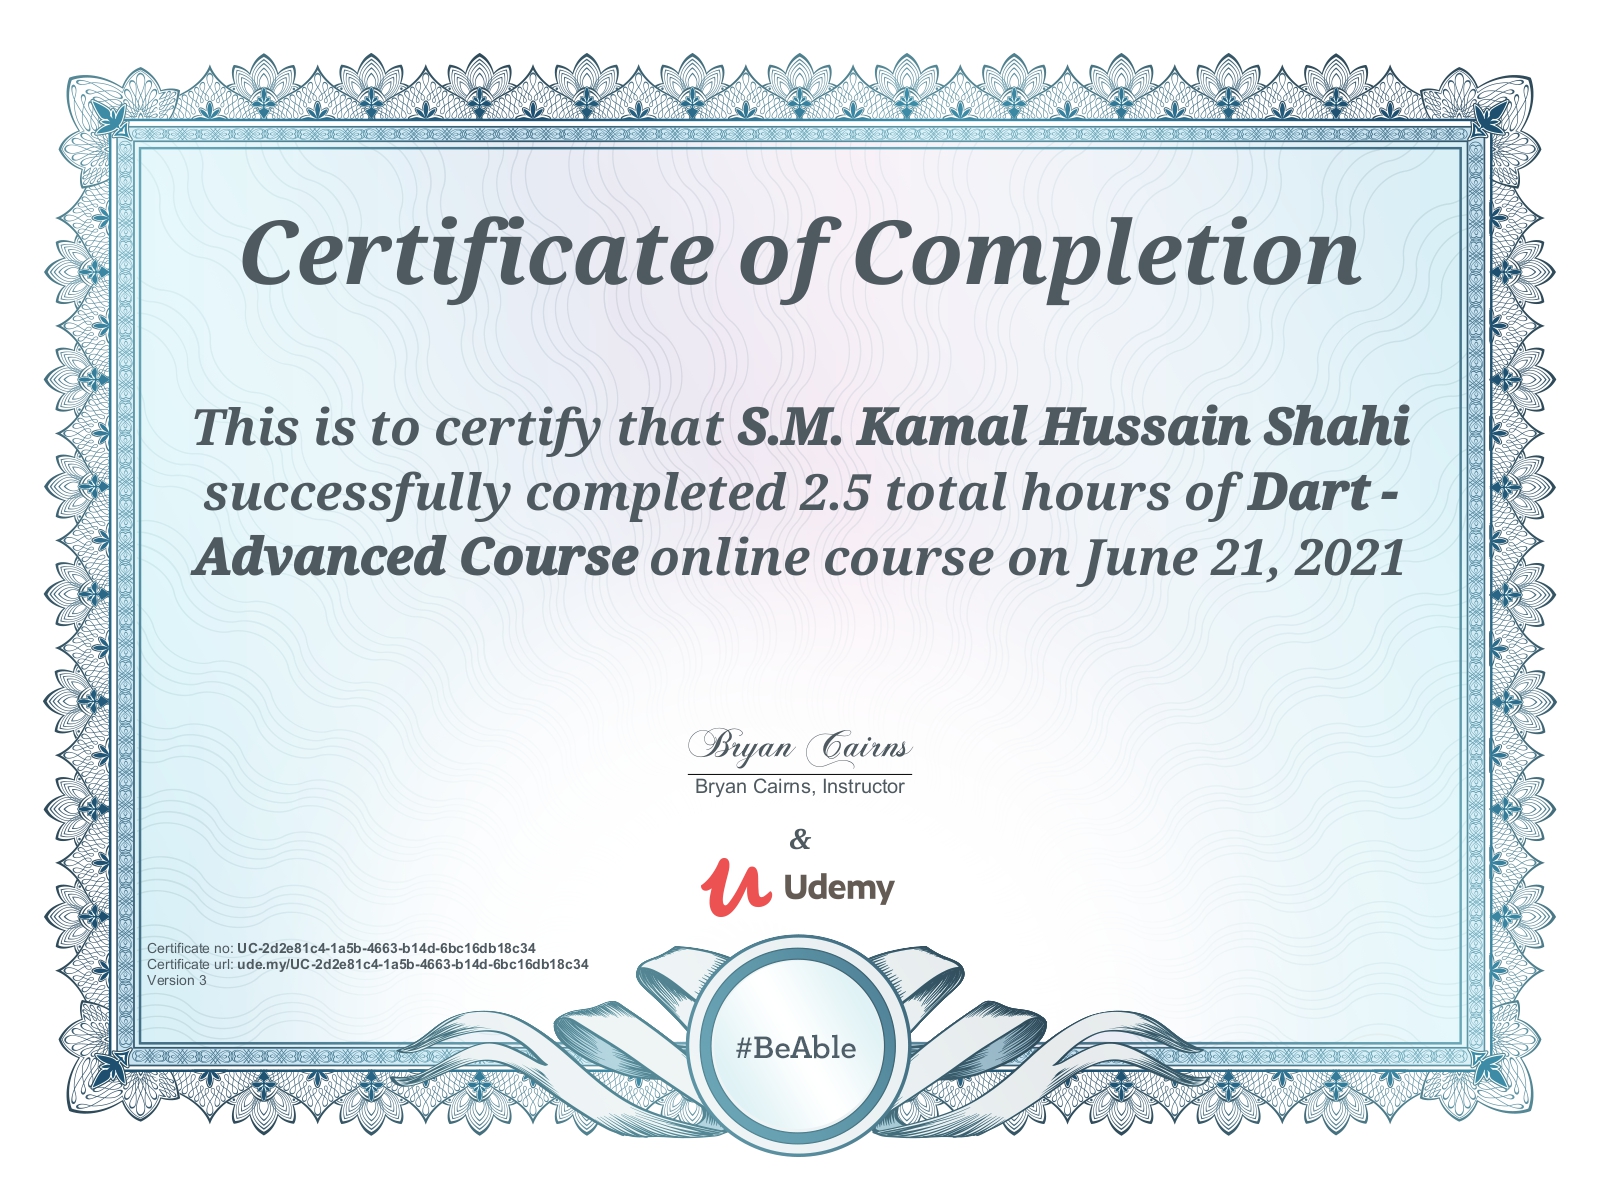 Certificate of Completion
This is to certify that S.M. Kamal Hussain Shahi
successfully completed 2.5 total hours of Dart -
Advanced Course online course on June 21, 2021
Bryan Cairns
Bryan Cairns, Instructor
&
Udemy
Certificate no: UC-2d2e81c4-1a5b-4663-b14d-6bc16db18c34
Certificate url: ude.my/UC-2d2e81c4-1a5b-4663-b14d-6bc16db18c34
Version 3
#BeAble